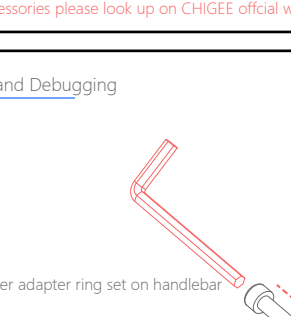 essories please look up on CHIGEE offcial w
and Debugging
er adapter ring set on handlebar